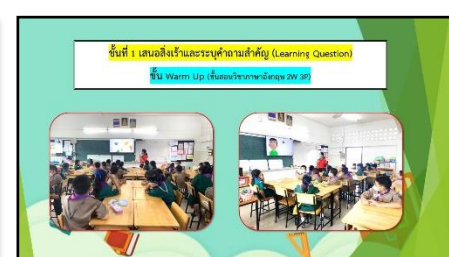 ขั้นที่ 1 เสนอสิ่งเร้าและระบุคำถามสำคัญ (Learning Question)
ขั้น Warm Up (ขั้นสอนวิชาภาษาอังกฤษ 2W 3P)